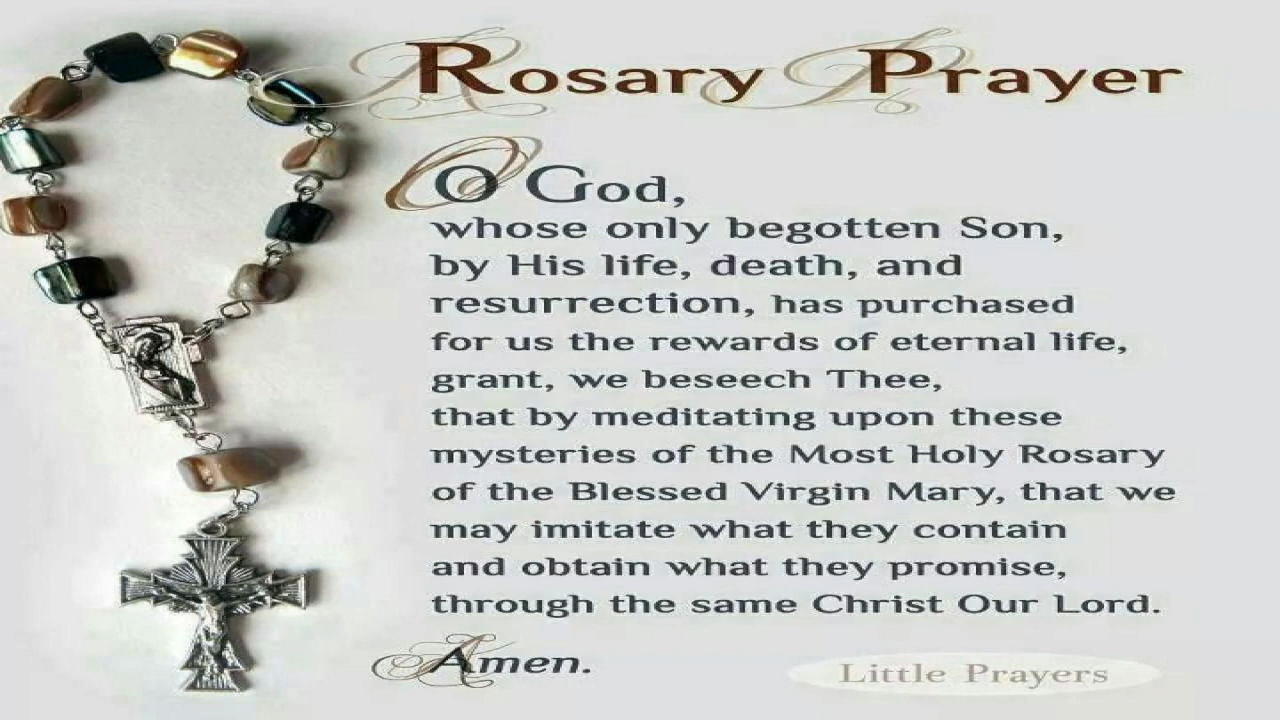 Rosary Prayer
O God,
whose only begotten Son,
by His life, death, and
resurrection, has purchased
for us the rewards of eternal life,
grant, we beseech Thee,
that by meditating upon these
mysteries of the Most Holy Rosary
of the Blessed Virgin Mary, that we
may imitate what they contain
and obtain what they promise,
through the same Christ Our Lord.
Amen.
Little Prayers